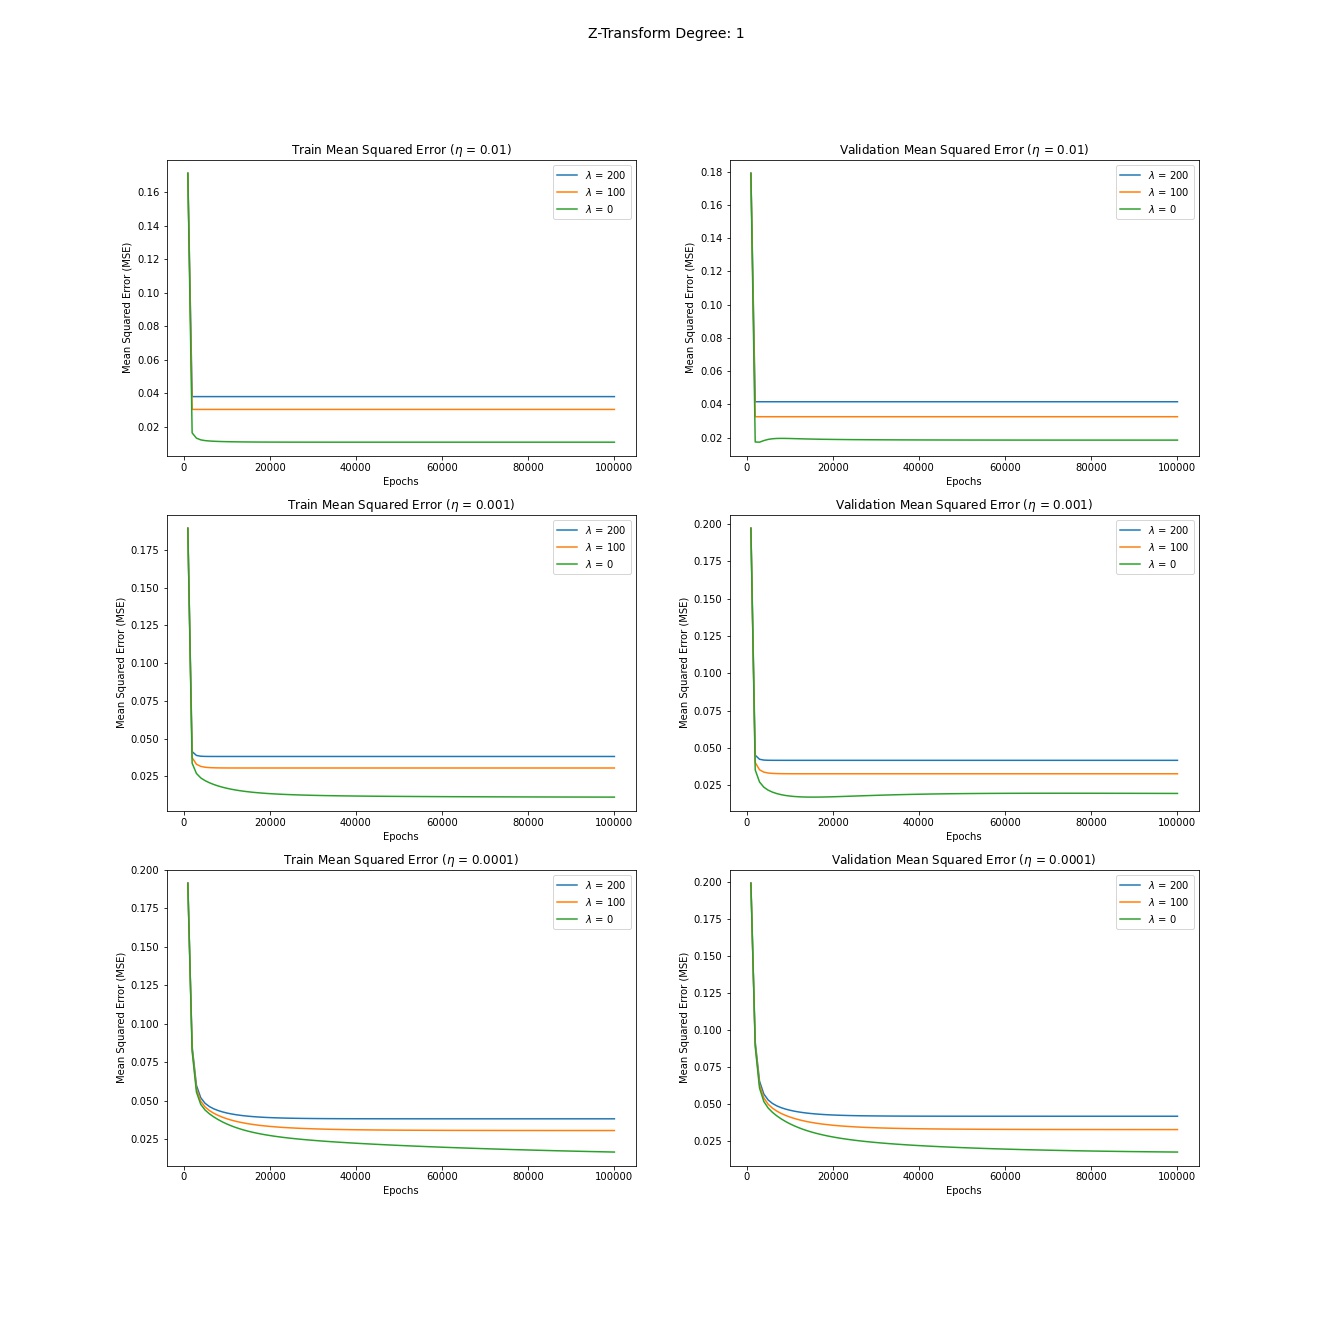 Z-Transform Degree: 1
Train Mean Squared Error (η = 0.01)
Mean Squared Error (MSE)
0.16
0.14
0.12
0.10
0.08
0.06
0.04
0.02
λ = 200
λ = 100
λ = 0
0 20000 40000 60000 80000 100000
Epochs
Validation Mean Squared Error (η = 0.01)
Mean Squared Error (MSE)
0.18
0.16
0.14
0.12
0.10
0.08
0.06
0.04
0.02
λ = 200
λ = 100
λ = 0
0 20000 40000 60000 80000 100000
Epochs
Train Mean Squared Error (η = 0.001)
Mean Squared Error (MSE)
0.175
0.150
0.125
0.100
0.075
0.050
0.025
λ = 200
λ = 100
λ = 0
0 20000 40000 60000 80000 100000
Epochs
Validation Mean Squared Error (η = 0.001)
Mean Squared Error (MSE)
0.200
0.175
0.150
0.125
0.100
0.075
0.050
0.025
λ = 200
λ = 100
λ = 0
0 20000 40000 60000 80000 100000
Epochs
Train Mean Squared Error (η = 0.0001)
Mean Squared Error (MSE)
0.200
0.175
0.150
0.125
0.100
0.075
0.050
0.025
λ = 200
λ = 100
λ = 0
0 20000 40000 60000 80000 100000
Epochs
Validation Mean Squared Error (η = 0.0001)
Mean Squared Error (MSE)
0.200
0.175
0.150
0.125
0.100
0.075
0.050
0.025
λ = 200
λ = 100
λ = 0
0 20000 40000 60000 80000 100000
Epochs